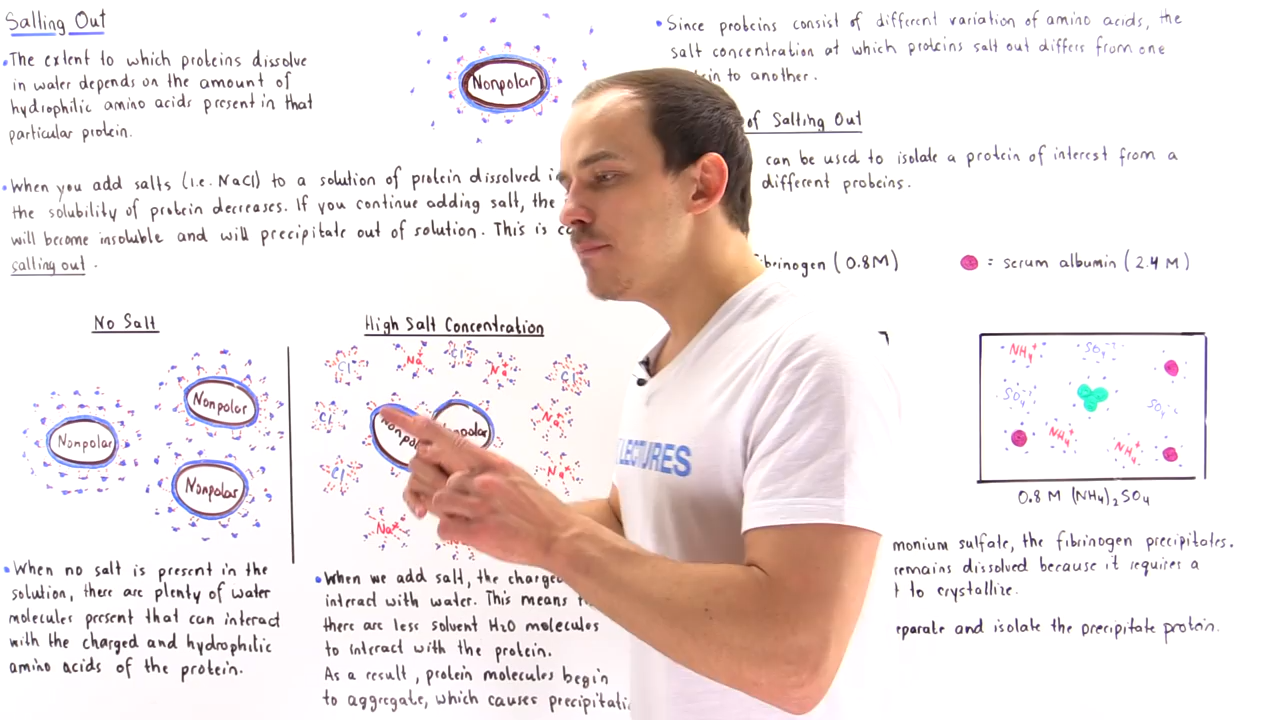 Salling Out
•The extent to which proteins dissolve
in water depends on the amount of
hydrophilic amino acids present in that
particular protein.
Nonpolar
•Since proteins consist of different variation of amino acids, the
salt concentration at which proteins salt out differs from one
to another.
of Salting Out
can be used to isolate a protein of interest from a
different proteins.
•When you add salts (i.e. NaCl) to a solution of protein dissolved
the solubility of protein decreases. If you continue adding salt, the
will become insoluble and will precipitate out of solution. This is
salling out.
fibrinogen (0.8M)
= serum albumin (2.4 M)
No Salt
Nonpolar
Nonpolar
Nonpolar
•When no salt is present in the
solution, there are plenty of water
molecules present that can interact
with the charged and hydrophilic
amino acids of the protein.
High Salt Concentration
Cl⁻ Na⁺ Cl⁻ Na⁺ Cl⁻
Cl⁻ Na⁺
Cl⁻ Na⁺
Na⁺
•When we add salt, the charged
interact with water. This means
there are less solvent H₂O molecules
to interact with the protein.
As a result, protein molecules begin
to aggregate, which causes
LECTURES
NH₄⁺ SO₄²⁻
SO₄²⁻ SO₄²⁻
NH₄⁺ NH₄⁺
0.8 M (NH₄)₂SO₄
monium sulfate, the fibrinogen precipitates.
remains dissolved because it requires a
to crystallize.
eparate and isolate the precipitate protein.